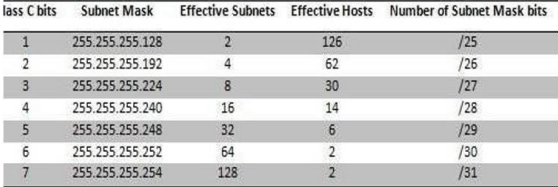 lass C bits Subnet Mask Effective Subnets Effective Hosts Number of Subnet Mask bits
1 255.255.255.128 2 126 /25
2 255.255.255.192 4 62 /26
3 255.255.255.224 8 30 /27
4 255.255.255.240 16 14 /28
5 255.255.255.248 32 6 /29
6 255.255.255.252 64 2 /30
7 255.255.255.254 128 2 /31